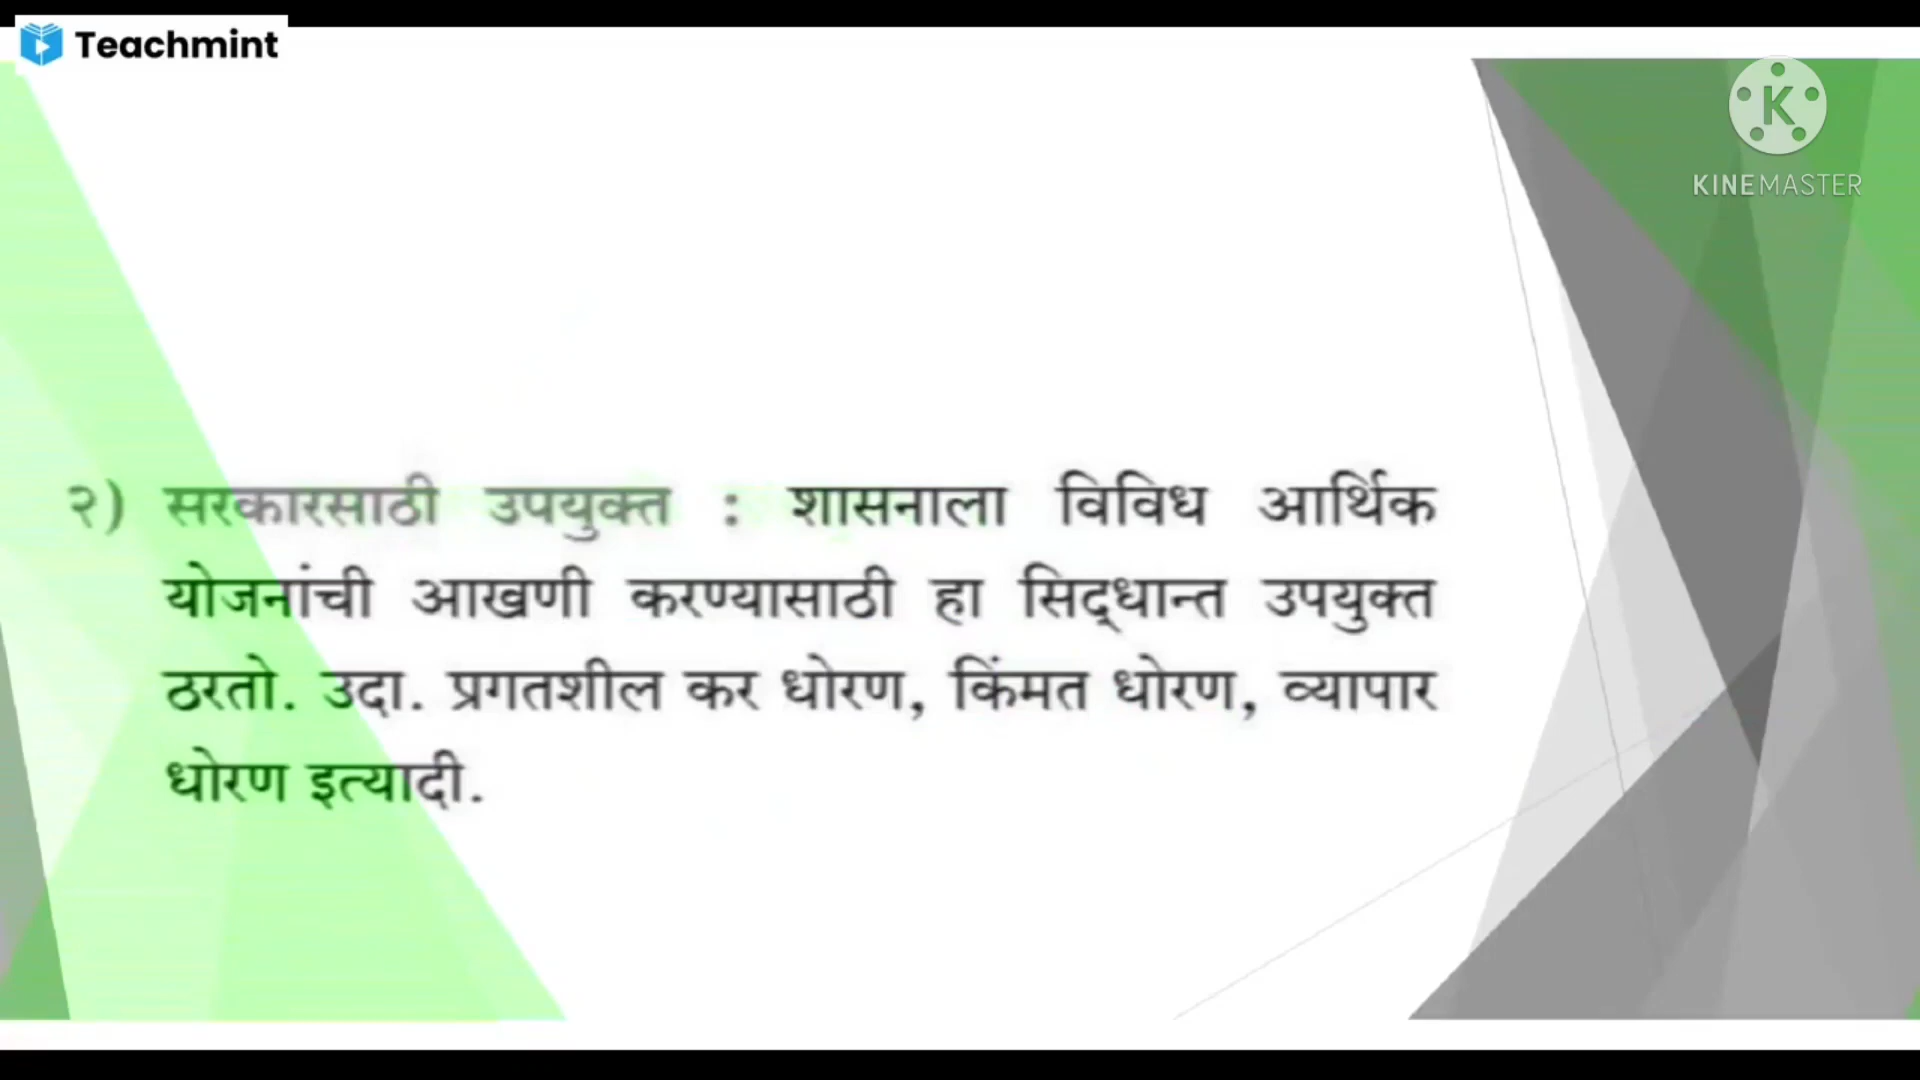 Teachmint
K
KINEMASTER
२) सरकारसाठी उपयुक्त : शासनाला विविध आर्थिक
योजनांची आखणी करण्यासाठी हा सिद्‌धान्त उपयुक्त
ठरतो. उदा. प्रगतशील कर धोरण, किंमत धोरण, व्यापार
धोरण इत्यादी.